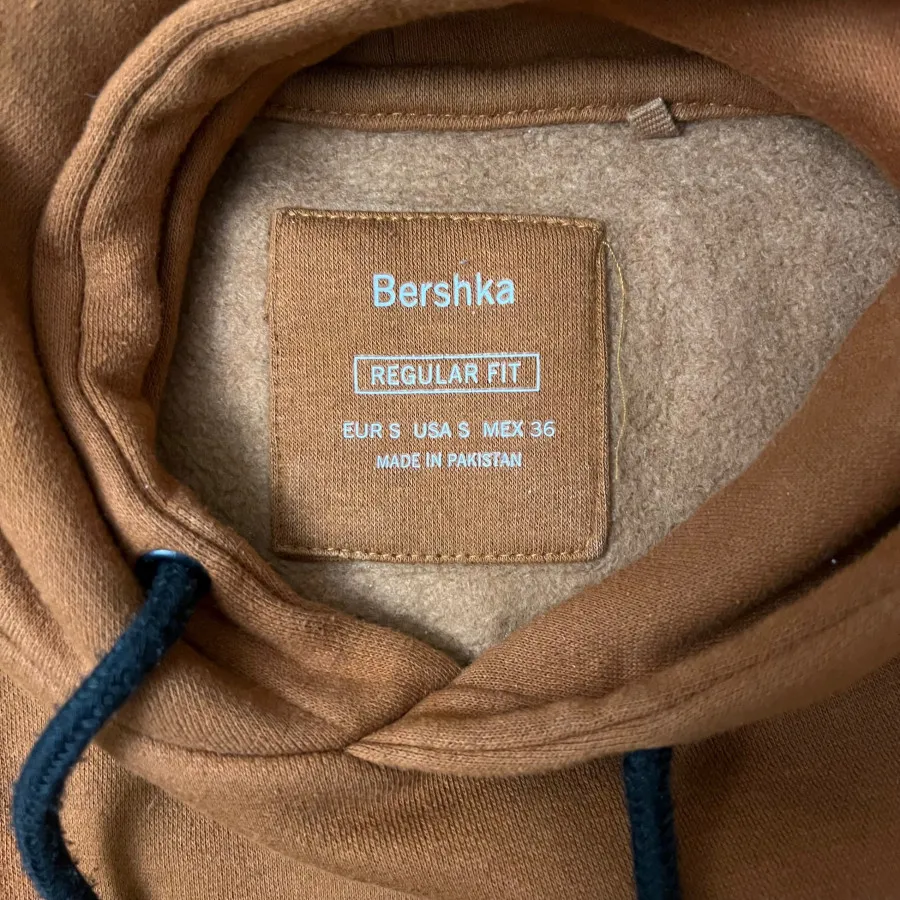 Bershka
REGULAR FIT
EUR S USA S MEX 36
MADE IN PAKISTAN